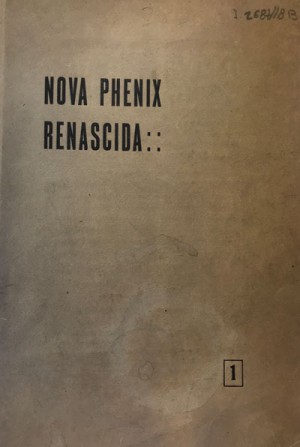 NOVA PHENIX
RENASCIDA::
1